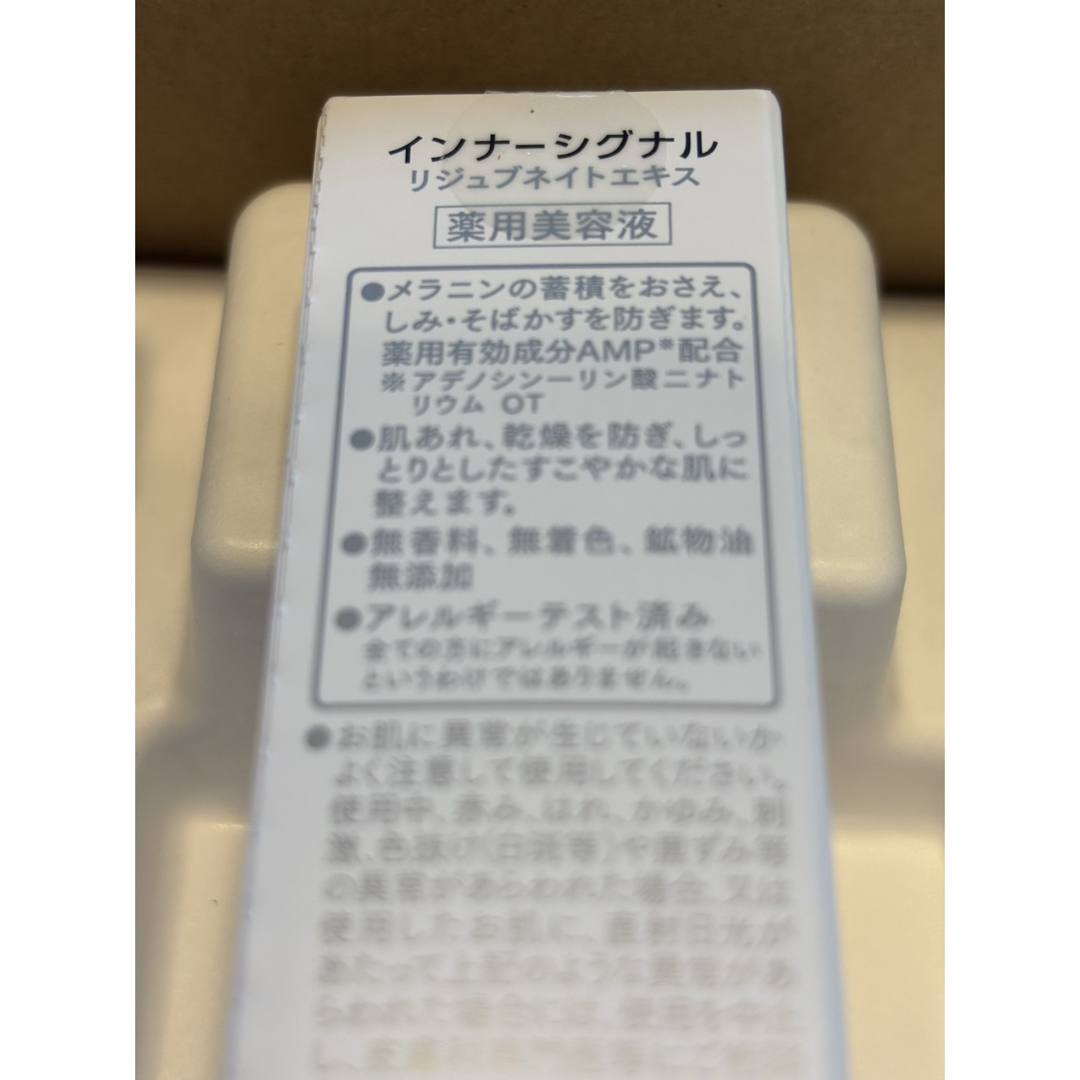 インナーシグナル
リジュブネイトエキス
薬用美容液
●メラニンの蓄積をおさえ、
しみ・そばかすを防ぎます。
薬用有効成分AMP※配合
※アデノシン一リン酸二ナト
リウム OT
●肌あれ、乾燥を防ぎ、しっ
とりとしたすこやかな肌に
整えます。
●無香料、無着色、鉱物油
無添加
●アレルギーテスト済み
全ての方にアレルギーが起きない
というわけではありません。
●お肌に異常が生じていないか
よく注意して使用してください。
使用中、赤み、はれ、かゆみ、刺
激、色抜け(白斑等)や黒ずみ等
の異常があらわれた場合、又は
使用したお肌に、直射日光が
あたって上記のような異常があ
らわれた場合には、使用を中止
し、